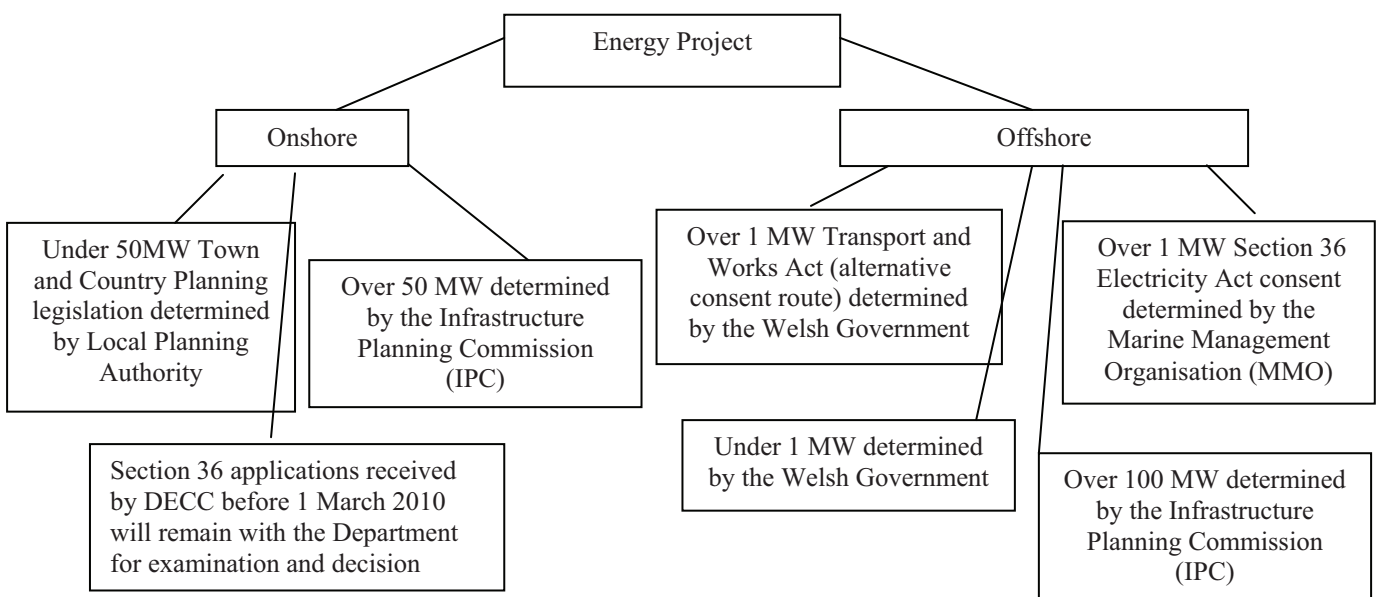 Energy Project
Onshore
Offshore
Under 50MW Town
and Country Planning
legislation determined
by Local Planning
Authority
Over 50 MW determined
by the Infrastructure
Planning Commission
(IPC)
Section 36 applications received
by DECC before 1 March 2010
will remain with the Department
for examination and decision
Over 1 MW Transport and
Works Act (alternative
consent route) determined
by the Welsh Government
Under 1 MW determined
by the Welsh Government
Over 1 MW Section 36
Electricity Act consent
determined by the
Marine Management
Organisation (MMO)
Over 100 MW determined
by the Infrastructure
Planning Commission
(IPC)